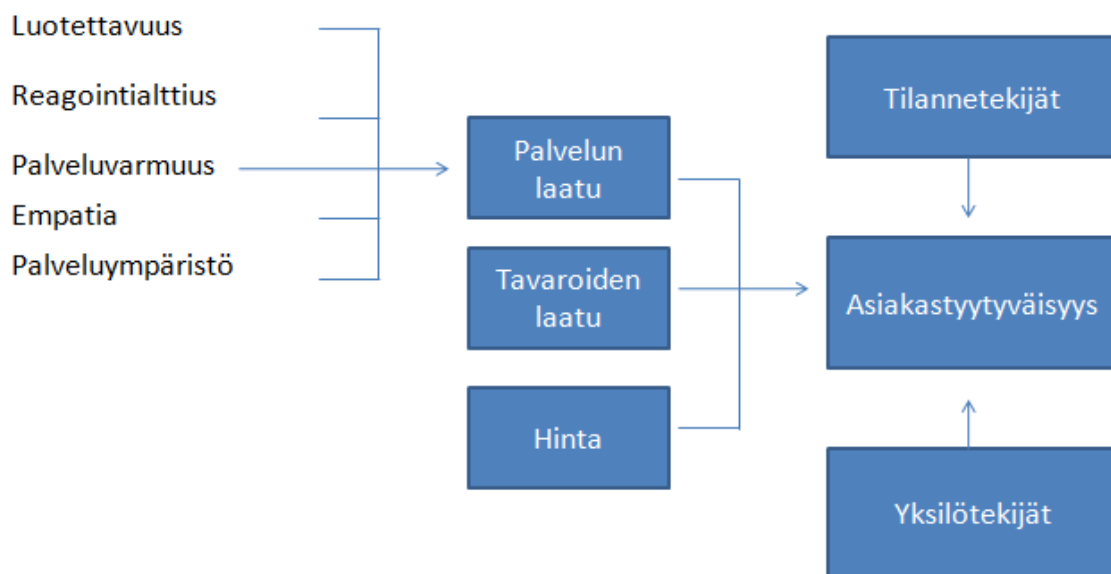 Luotettavuus
Reagointialttius
Palveluvarmuus
Empatia
Palveluympäristö
Palvelun
laatu
Tavaroiden
laatu
Hinta
Tilannetekijät
Asiakastyytyväisyys
Yksilötekijät